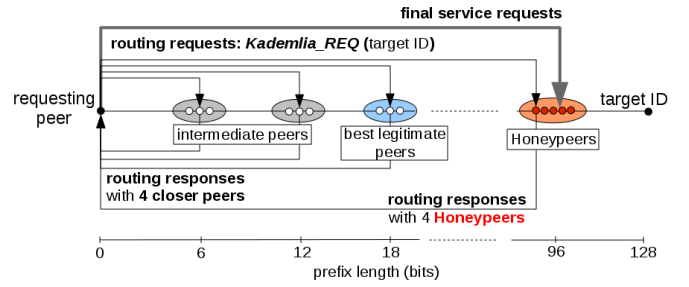 final service requests
routing requests: Kademlia_REQ (target ID)
requesting
peer
target ID
intermediate peers
best legitimate
peers
Honeypeers
routing responses
with 4 closer peers
routing responses
with 4 Honeypeers
0 6 12 18 96 128
prefix length (bits)